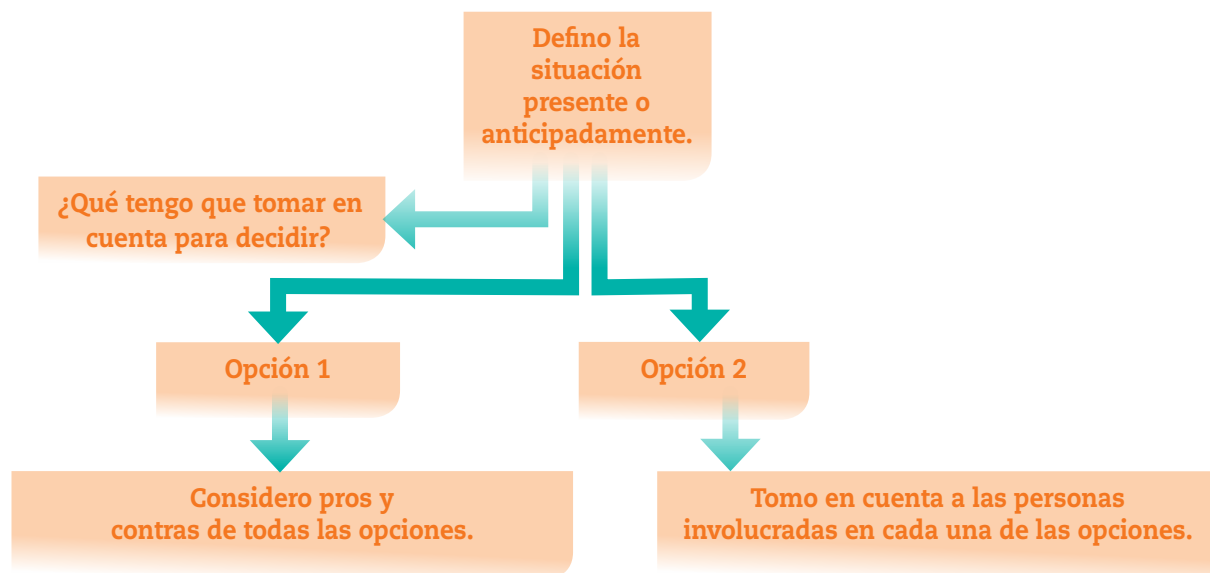 Defino la
situación
presente o
anticipadamente.
¿Qué tengo que tomar en
cuenta para decidir?
Opción 1
Opción 2
Considero pros y
contras de todas las opciones.
Tomo en cuenta a las personas
involucradas en cada una de las opciones.